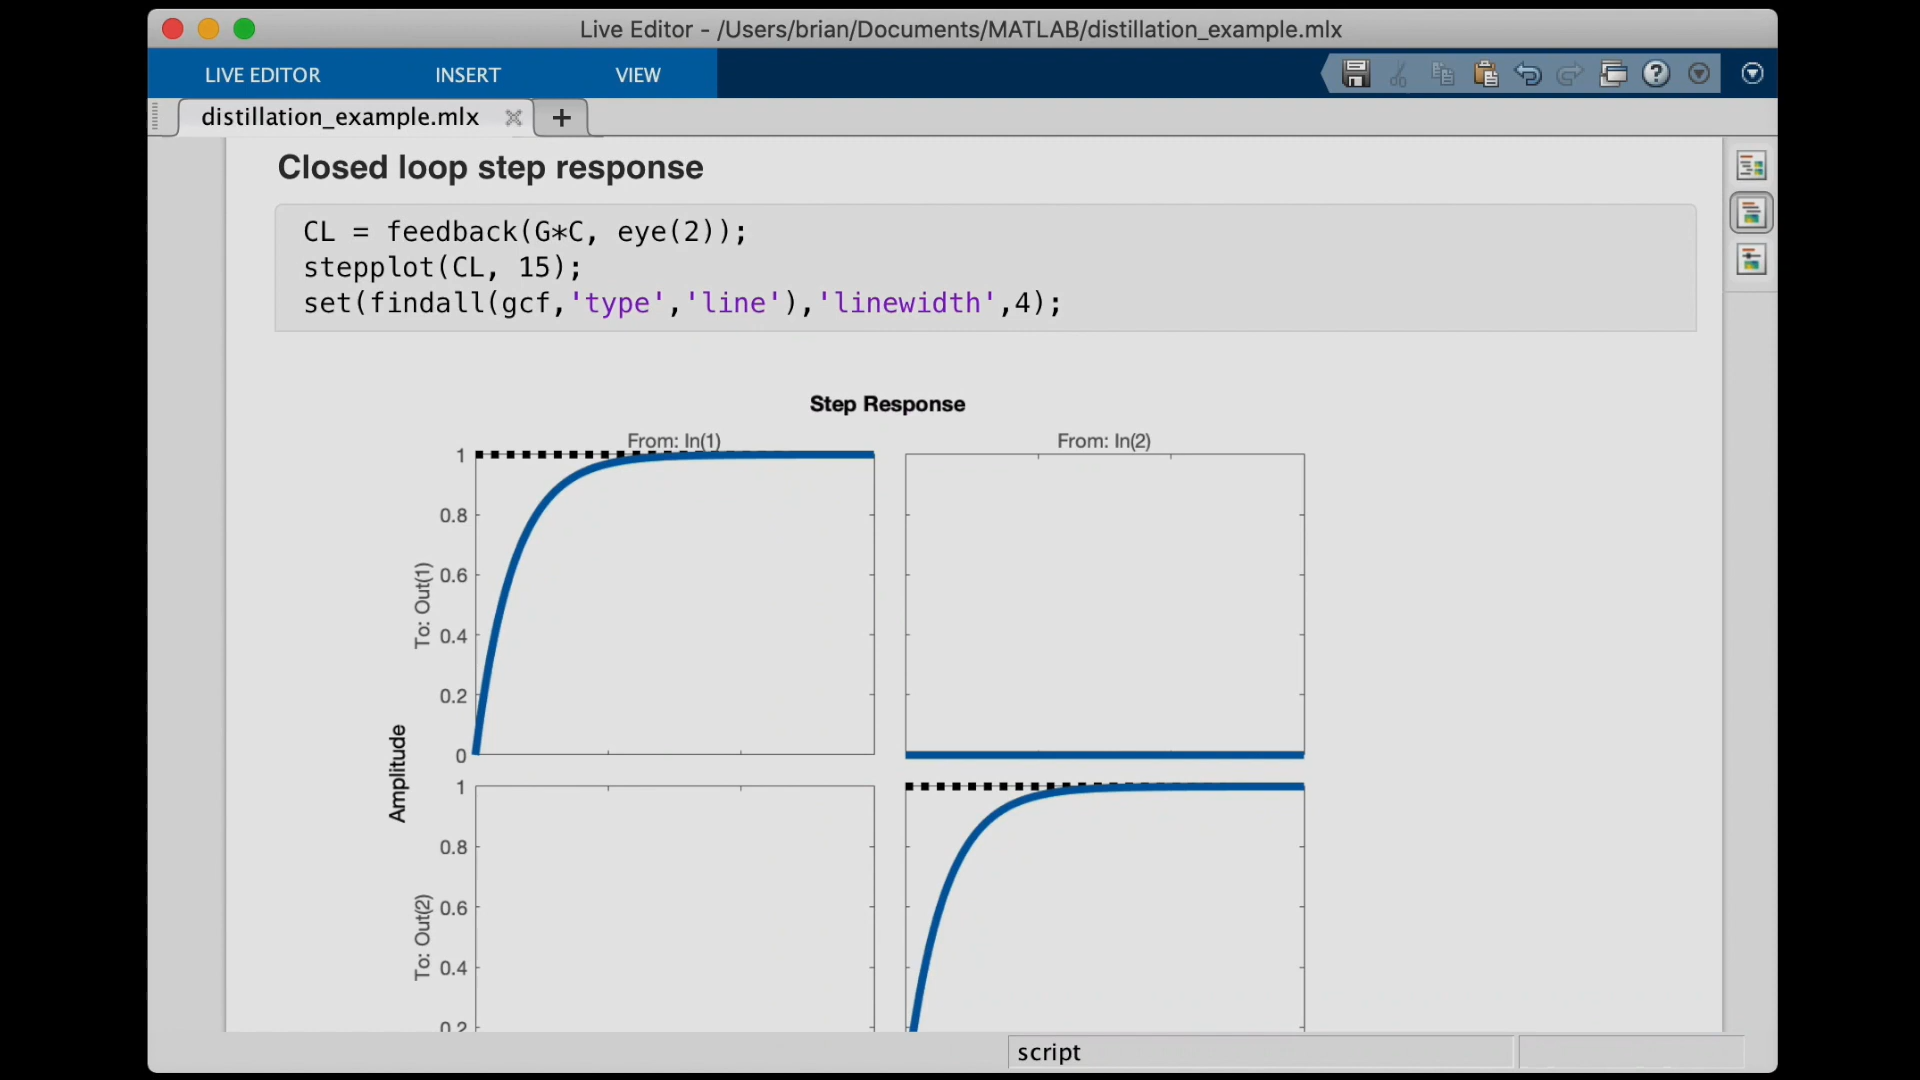 Live Editor - /Users/brian/Documents/MATLAB/distillation_example.mlx
LIVE EDITOR INSERT VIEW
distillation_example.mlx
Closed loop step response
CL = feedback(G*C, eye(2));
stepplot(CL, 15);
set(findall(gcf,'type','line'),'linewidth',4);
Step Response
From: In(1) From: In(2)
1
0.8
0.6
0.4
0.2
0
To: Out(1)
Amplitude
1
0.8
0.6
0.4
0.2
To: Out(2)
script